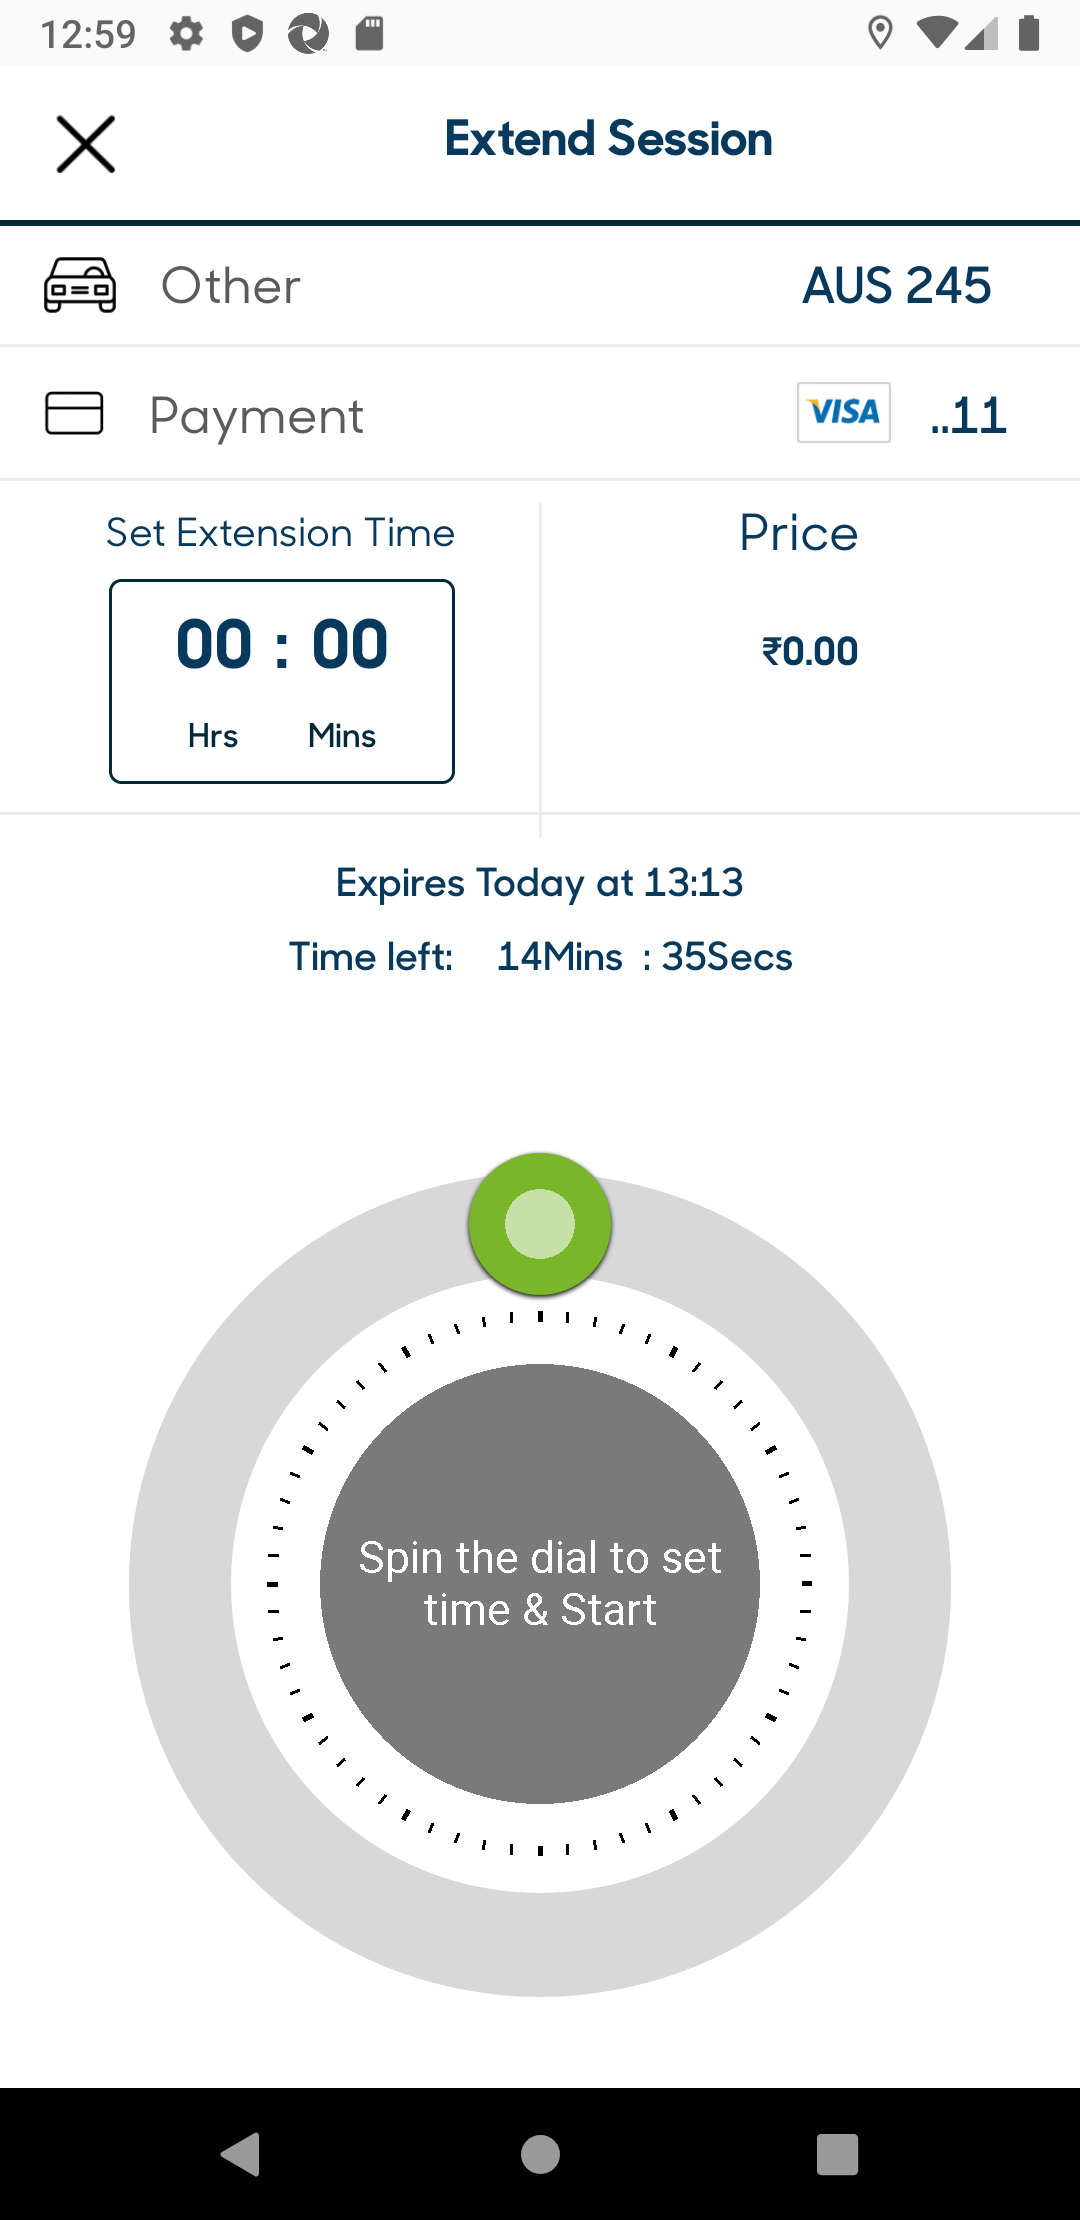 12:59
Extend Session
Other AUS 245
Payment VISA ..11
Set Extension Time Price
00 : 00
₹0.00
Hrs Mins
Expires Today at 13:13
Time left: 14Mins : 35Secs
Spin the dial to set
time & Start